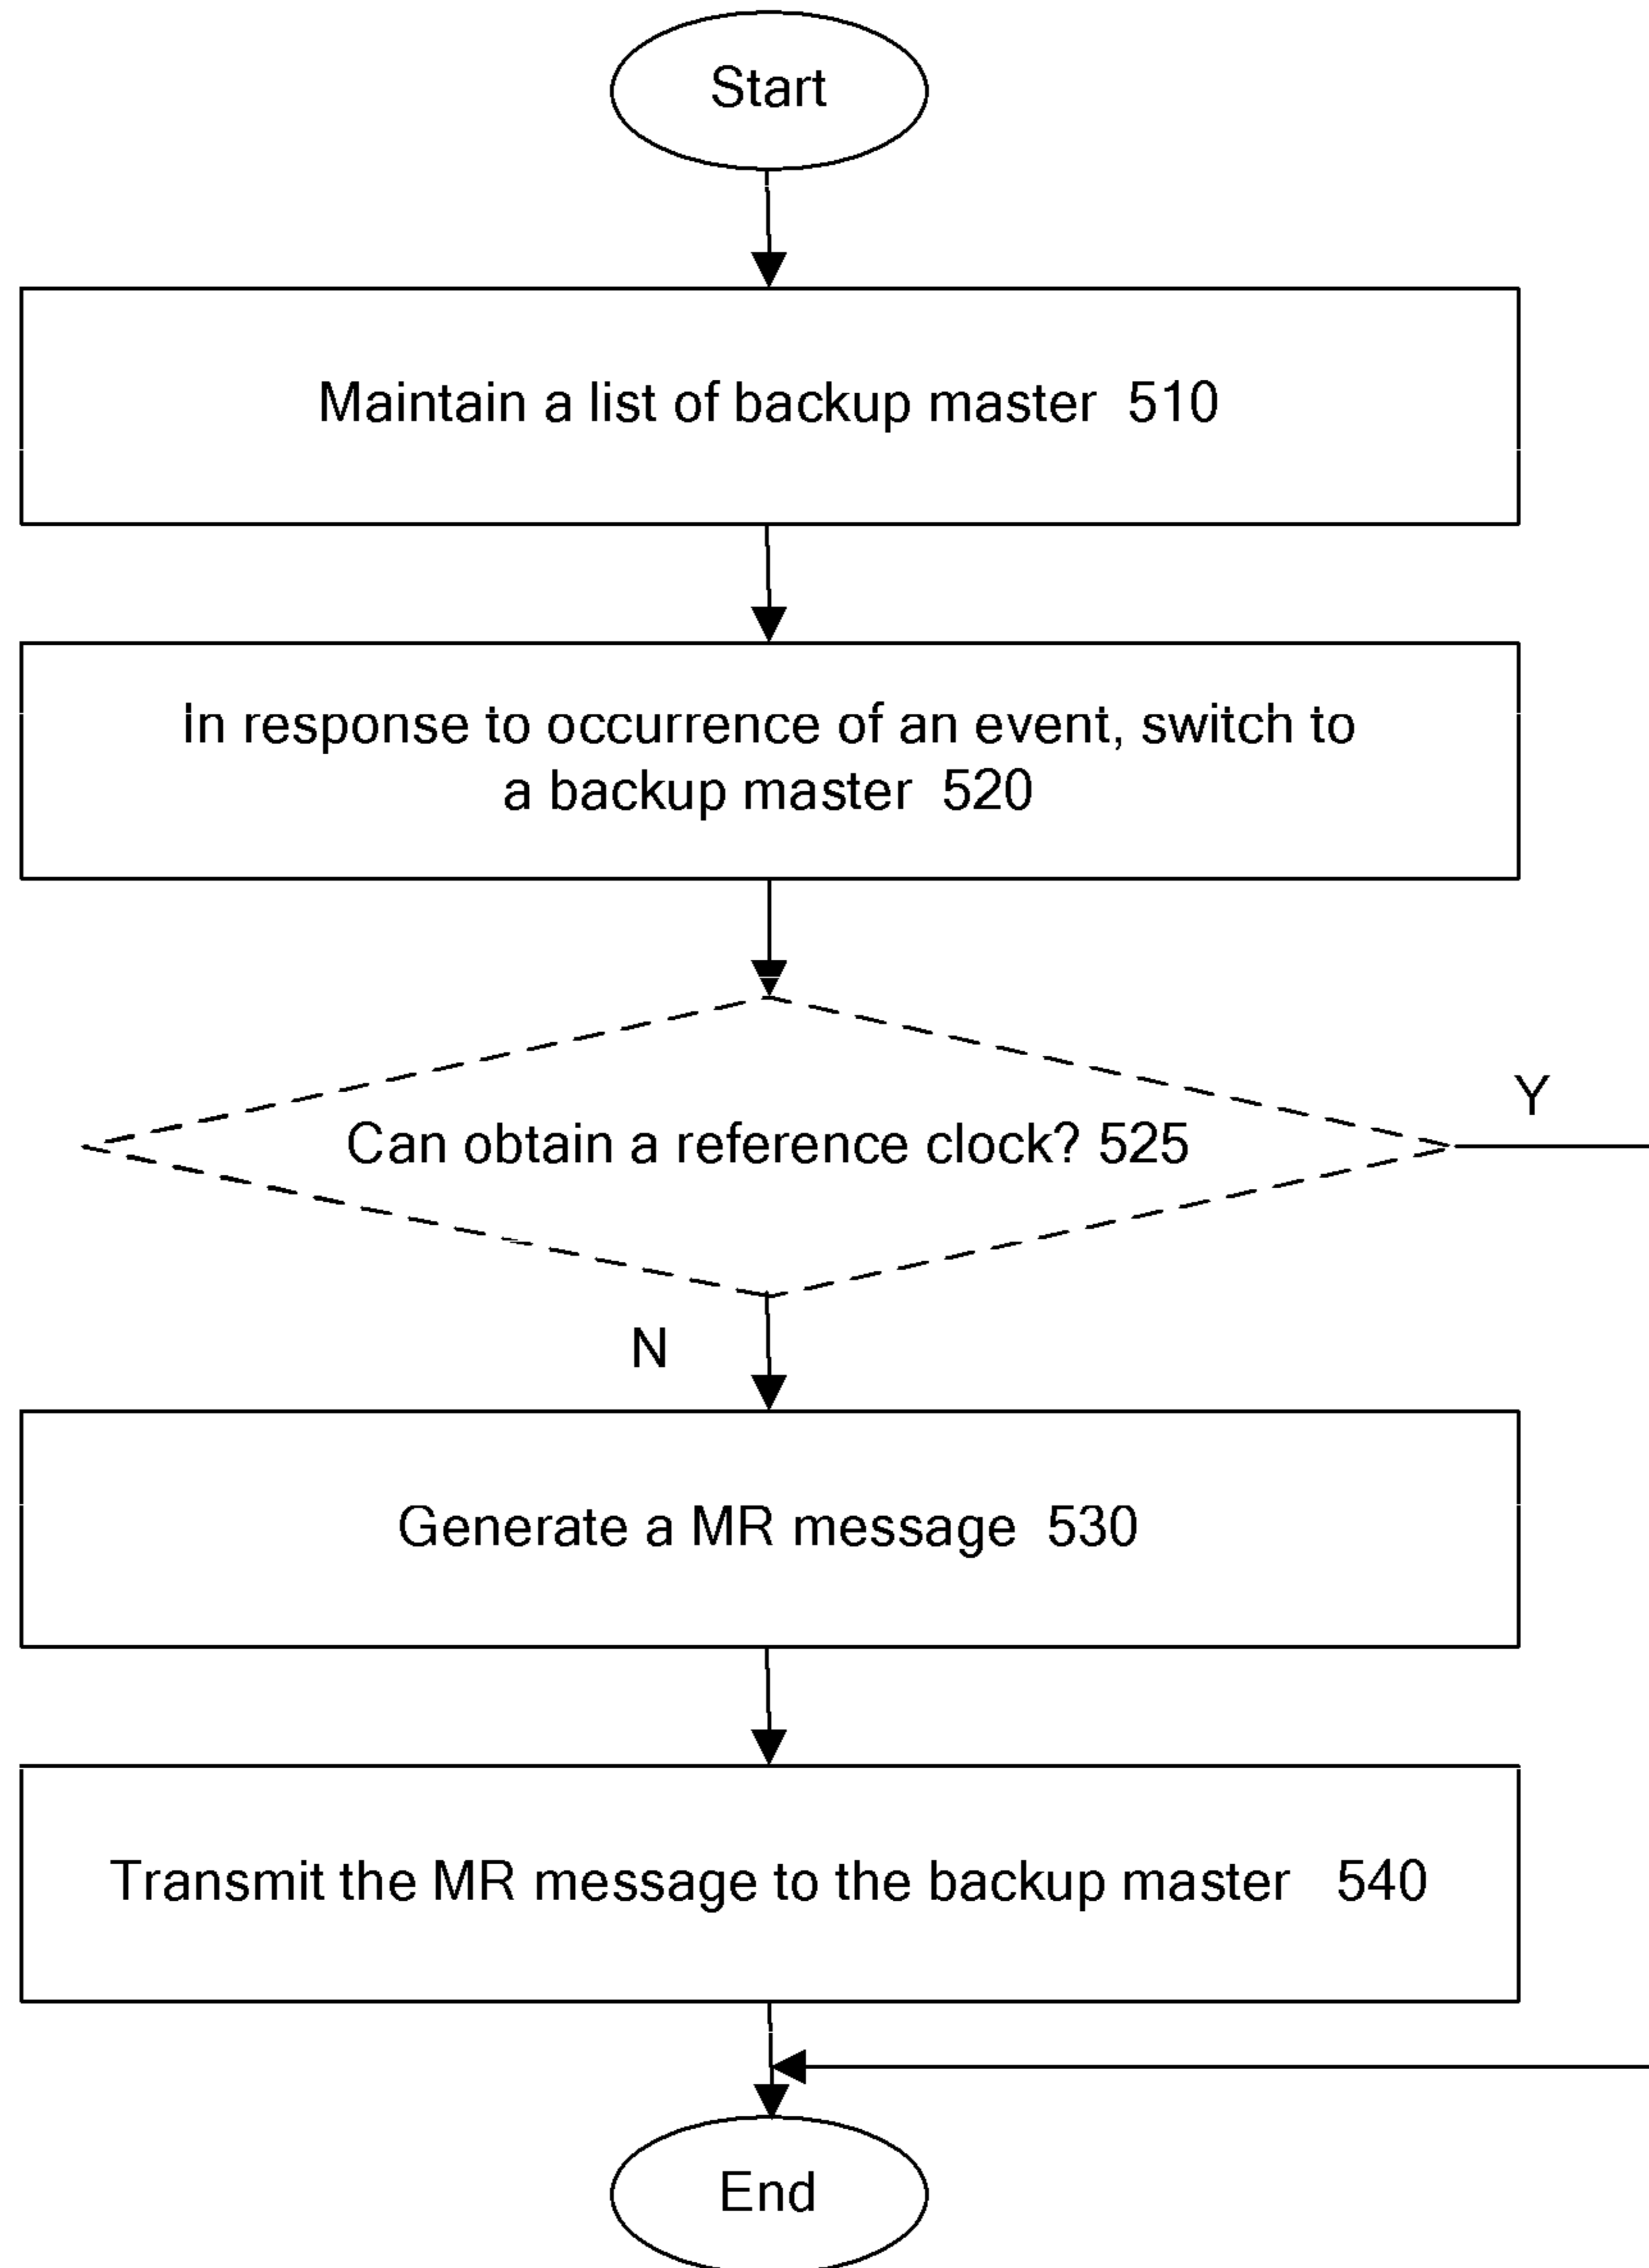 Start
Maintain a list of backup master 510
In response to occurrence of an event, switch to
a backup master 520
Can obtain a reference clock? 525
Y
N
Generate a MR message 530
Transmit the MR message to the backup master 540
End